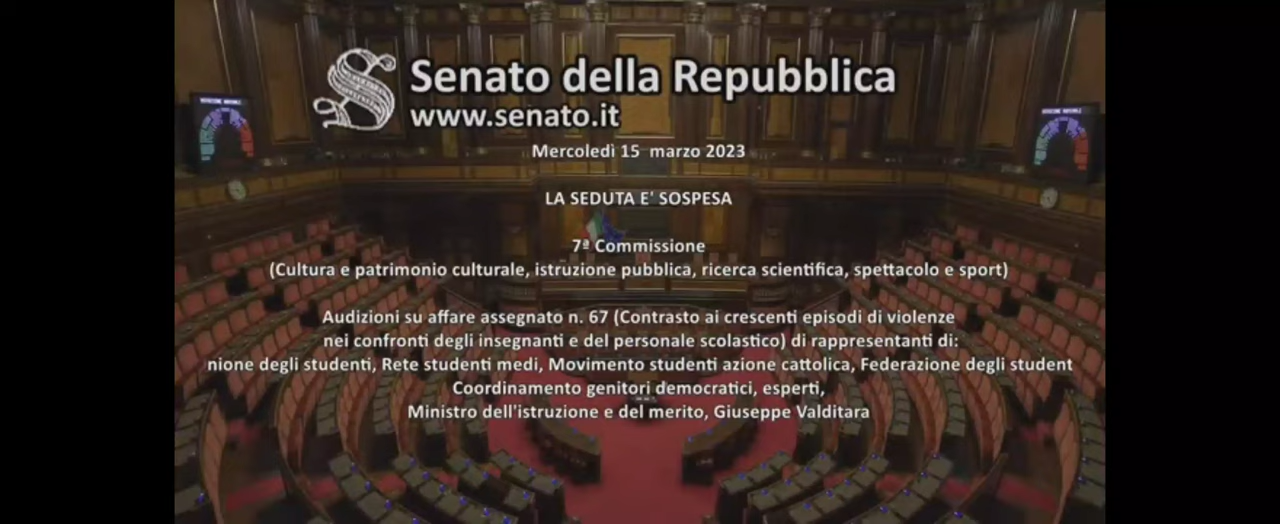 Senato della Repubblica
www.senato.it
Mercoledì 15 marzo 2023
LA SEDUTA E' SOSPESA
7ª Commissione
(Cultura e patrimonio culturale, istruzione pubblica, ricerca scientifica, spettacolo e sport)
Audizioni su affare assegnato n. 67 (Contrasto ai crescenti episodi di violenze
nei confronti degli insegnanti e del personale scolastico) di rappresentanti di:
nione degli studenti, Rete studenti medi, Movimento studenti azione cattolica, Federazione degli student
Coordinamento genitori democratici, esperti,
Ministro dell'istruzione e del merito, Giuseppe Valditara